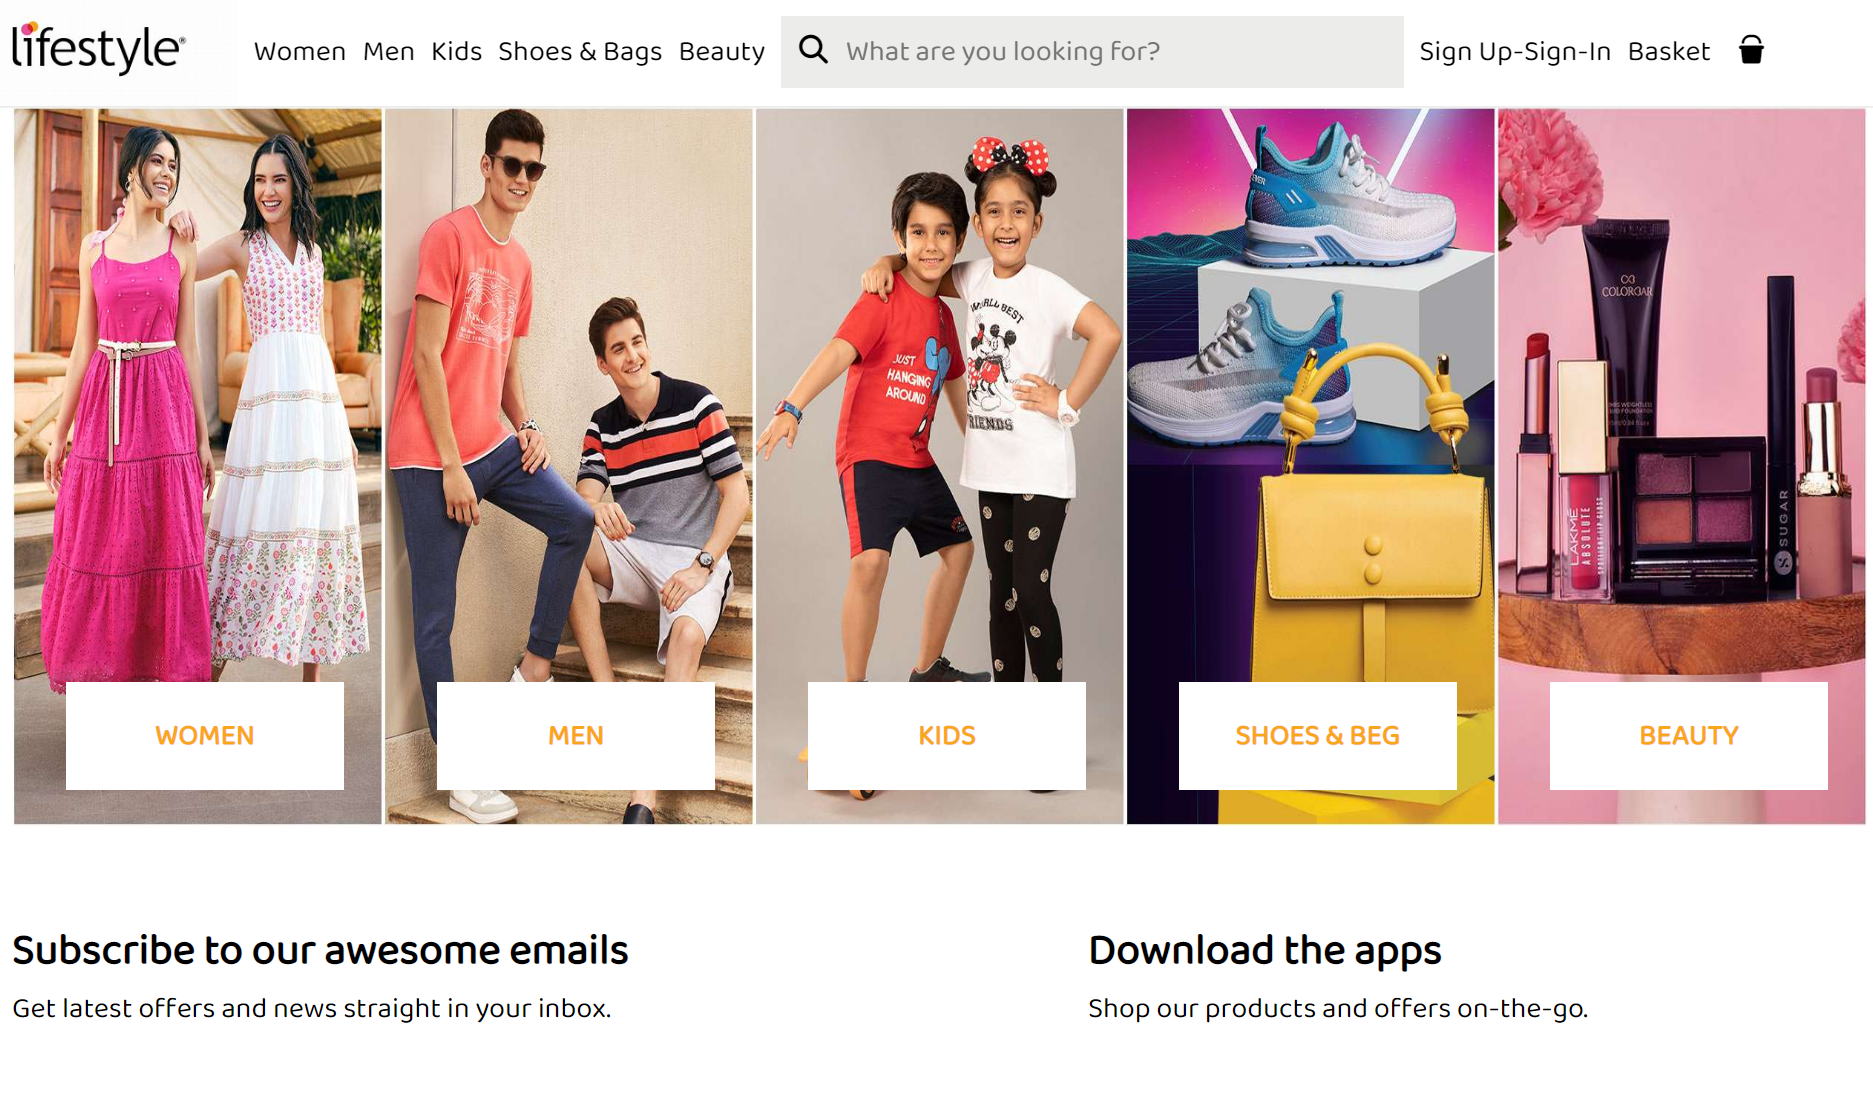 lifestyle®
Women Men Kids Shoes & Bags Beauty What are you looking for? Sign Up-Sign-In Basket
JUST
HANGING
AROUND
BEST
FRIENDS
COLORBAR
LAKMÉ
ABSOLUTE
SUGAR
WOMEN
MEN
KIDS
SHOES & BEG
BEAUTY
Subscribe to our awesome emails
Get latest offers and news straight in your inbox.
Download the apps
Shop our products and offers on-the-go.